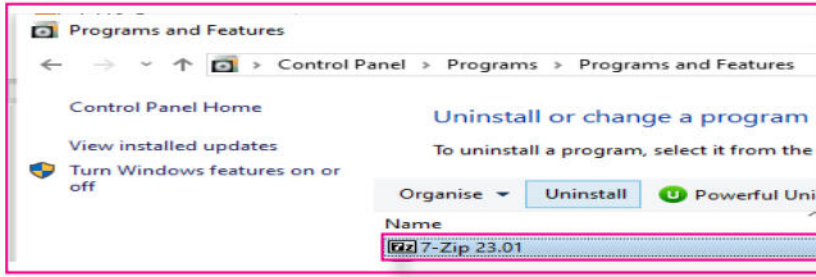 Programs and Features
Control Panel > Programs > Programs and Features
Control Panel Home
Uninstall or change a program
View installed updates
To uninstall a program, select it from the
Turn Windows features on or
off
Organise Uninstall Powerful Uni
Name
7-Zip 23.01